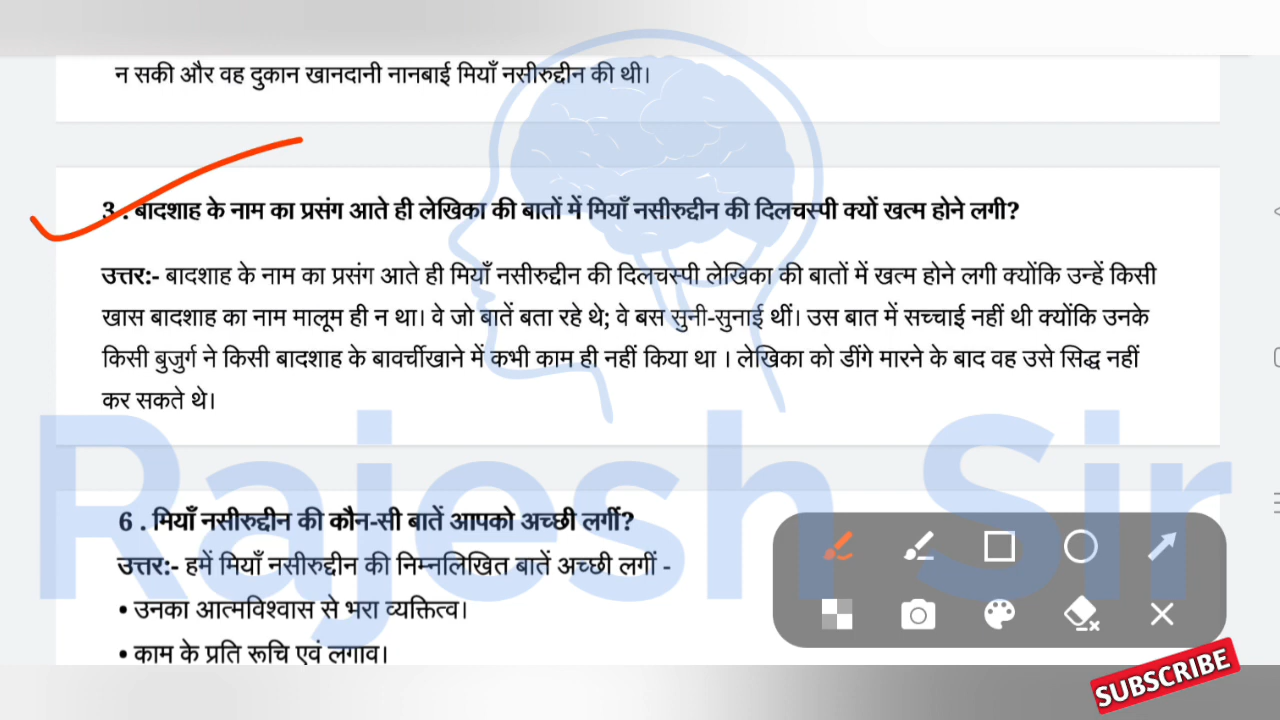 न सकी और वह दुकान खानदानी नानबाई मियाँ नसीरुद्दीन की थी।
3 . बादशाह के नाम का प्रसंग आते ही लेखिका की बातों में मियाँ नसीरुद्दीन की दिलचस्पी क्यों खत्म होने लगी?
उत्तर:- बादशाह के नाम का प्रसंग आते ही मियाँ नसीरुद्दीन की दिलचस्पी लेखिका की बातों में खत्म होने लगी क्योंकि उन्हें किसी
खास बादशाह का नाम मालूम ही न था। वे जो बातें बता रहे थे; वे बस सुनी-सुनाई थीं। उस बात में सच्चाई नहीं थी क्योंकि उनके
किसी बुजुर्ग ने किसी बादशाह के बावर्चीखाने में कभी काम ही नहीं किया था । लेखिका को डींगे मारने के बाद वह उसे सिद्ध नहीं
कर सकते थे।
Rajesh Sir
6 . मियाँ नसीरुद्दीन की कौन-सी बातें आपको अच्छी लगीं?
उत्तर:- हमें मियाँ नसीरुद्दीन की निम्नलिखित बातें अच्छी लगीं -
• उनका आत्मविश्वास से भरा व्यक्तित्व।
• काम के प्रति रूचि एवं लगाव।
SUBSCRIBE